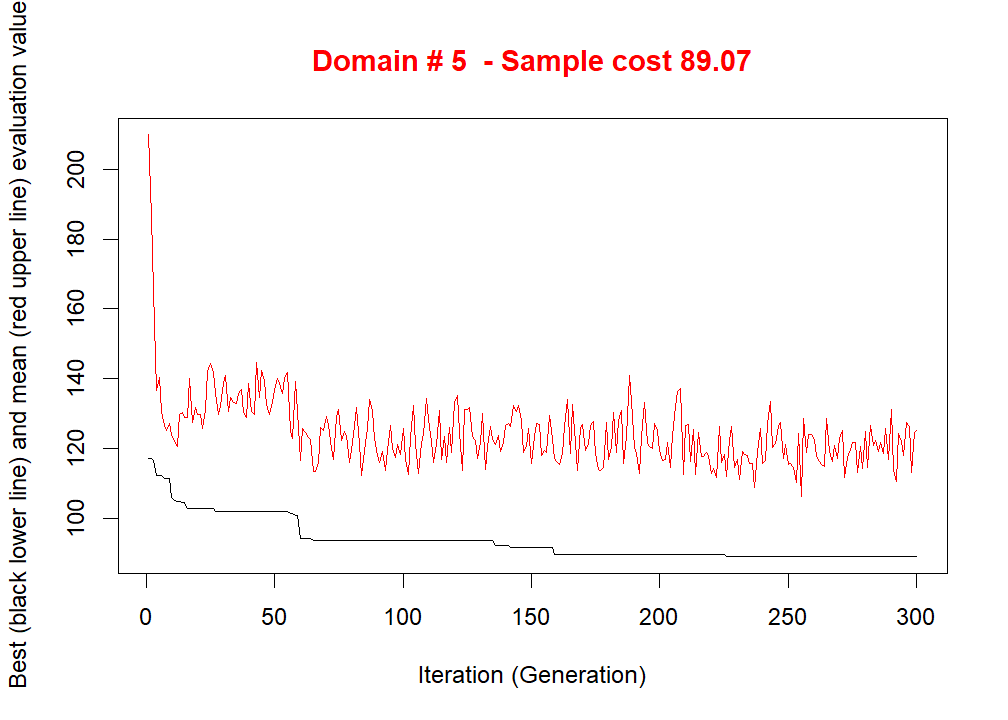 Domain # 5  - Sample cost 89.07
Best (black lower line) and mean (red upper line) evaluation value
200
180
160
140
120
100
0 50 100 150 200 250 300
Iteration (Generation)